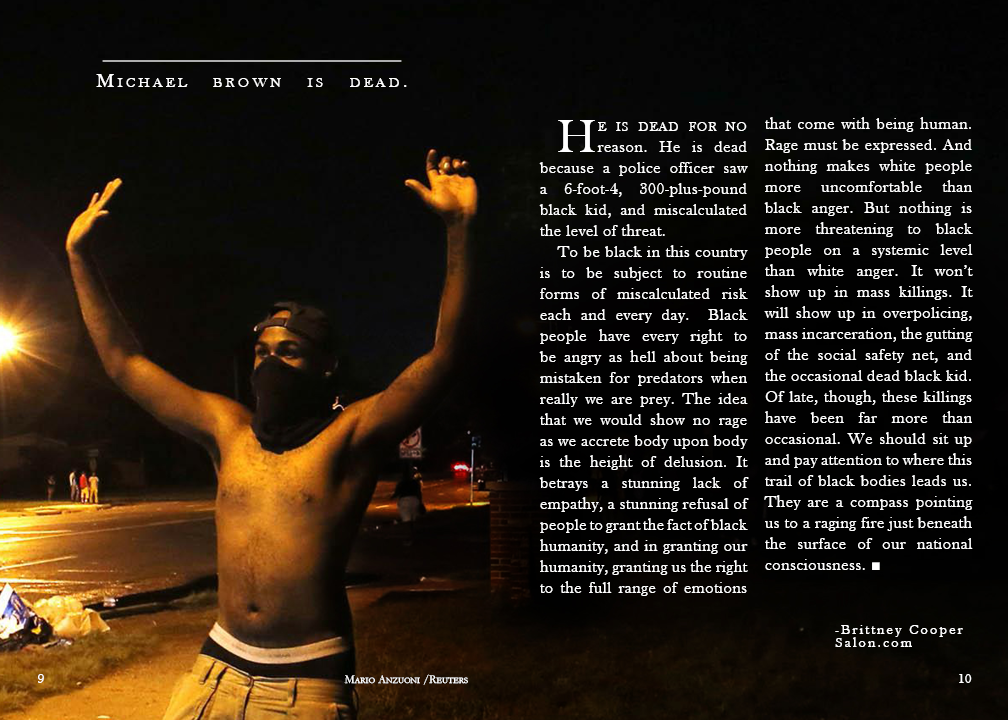 MICHAEL BROWN IS DEAD.
HE IS DEAD FOR NO
reason. He is dead
because a police officer saw
a 6-foot-4, 300-plus-pound
black kid, and miscalculated
the level of threat.
To be black in this country
is to be subject to routine
forms of miscalculated risk
each and every day. Black
people have every right to
be angry as hell about being
mistaken for predators when
really we are prey. The idea
that we would show no rage
as we accrete body upon body
is the height of delusion. It
betrays a stunning lack of
empathy, a stunning refusal of
people to grant the fact of black
humanity, and in granting our
humanity, granting us the right
to the full range of emotions
that come with being human.
Rage must be expressed. And
nothing makes white people
more uncomfortable than
black anger. But nothing is
more threatening to black
people on a systemic level
than white anger. It won't
show up in mass killings. It
will show up in overpolicing,
mass incarceration, the gutting
of the social safety net, and
the occasional dead black kid.
Of late, though, these killings
have been far more than
occasional. We should sit up
and pay attention to where this
trail of black bodies leads us.
They are a compass pointing
us to a raging fire just beneath
the surface of our national
consciousness. ■
-Brittney Cooper
Salon.com
9
MARIO ANZUONI /REUTERS
10